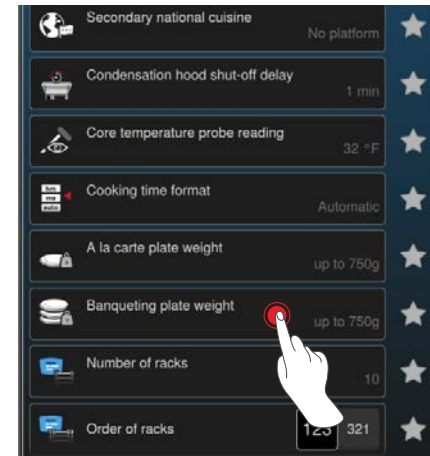 Secondary national cuisine
No platform
Condensation hood shut-off delay
1 min
Core temperature probe reading
32 °F
hm
auto
Cooking time format
Automatic
A la carte plate weight
up to 750g
Banqueting plate weight
up to 750g
Number of racks
10
Order of racks
123 321